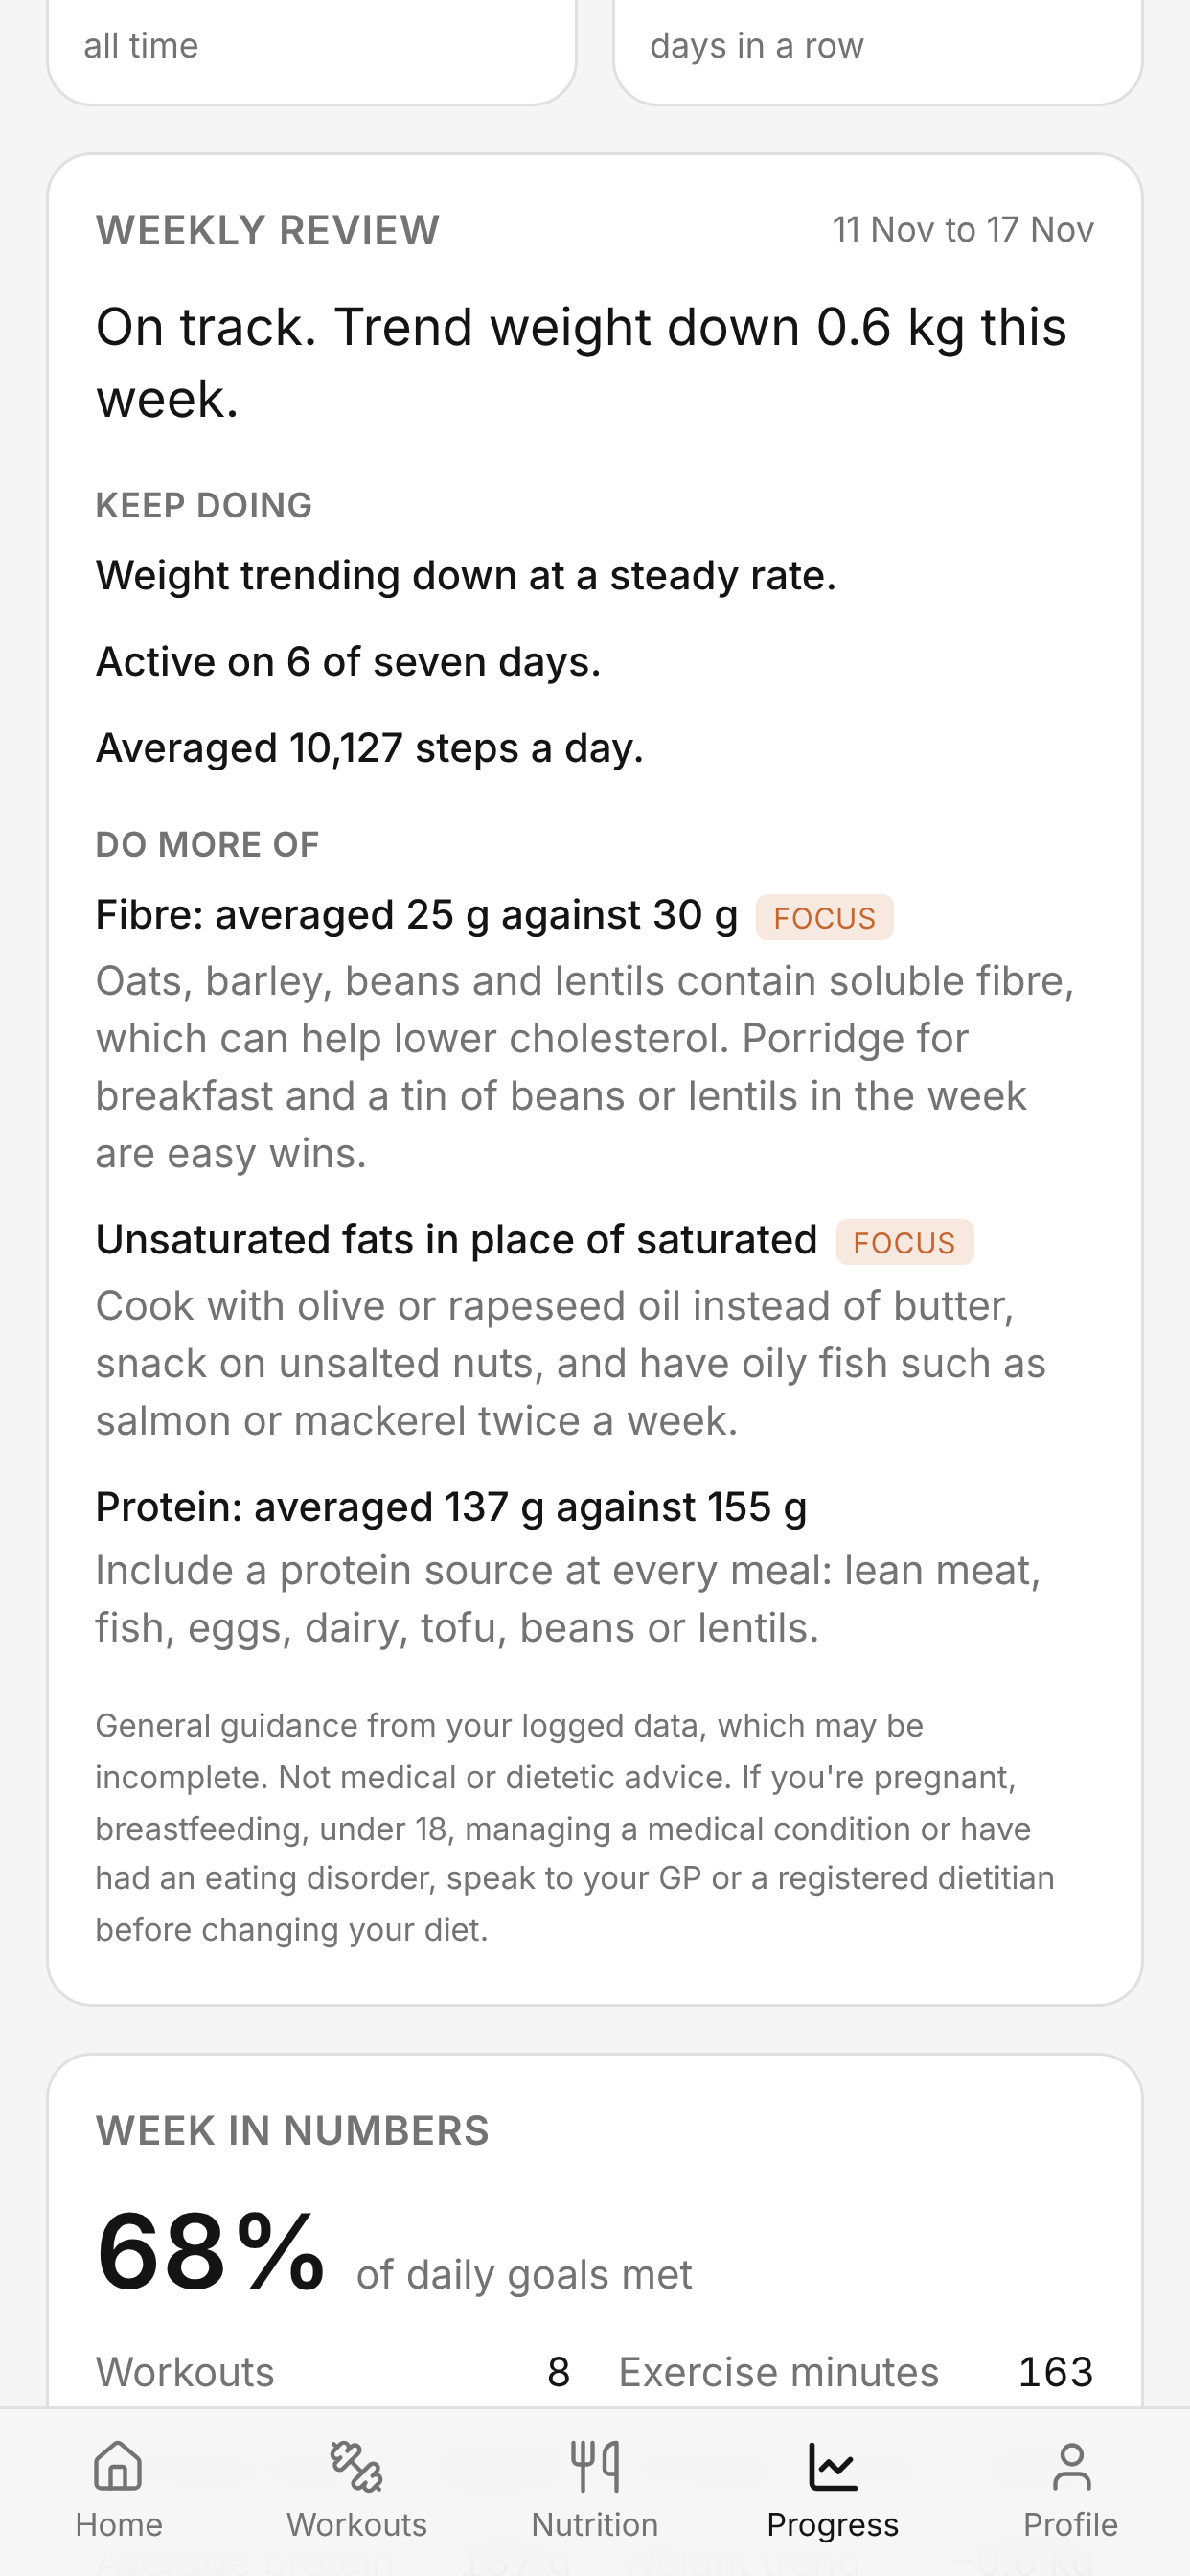 all time
days in a row
WEEKLY REVIEW
11 Nov to 17 Nov
On track. Trend weight down 0.6 kg this
week.
KEEP DOING
Weight trending down at a steady rate.
Active on 6 of seven days.
Averaged 10,127 steps a day.
DO MORE OF
Fibre: averaged 25 g against 30 g FOCUS
Oats, barley, beans and lentils contain soluble fibre,
which can help lower cholesterol. Porridge for
breakfast and a tin of beans or lentils in the week
are easy wins.
Unsaturated fats in place of saturated FOCUS
Cook with olive or rapeseed oil instead of butter,
snack on unsalted nuts, and have oily fish such as
salmon or mackerel twice a week.
Protein: averaged 137 g against 155 g
Include a protein source at every meal: lean meat,
fish, eggs, dairy, tofu, beans or lentils.
General guidance from your logged data, which may be
incomplete. Not medical or dietetic advice. If you're pregnant,
breastfeeding, under 18, managing a medical condition or have
had an eating disorder, speak to your GP or a registered dietitian
before changing your diet.
WEEK IN NUMBERS
68% of daily goals met
Workouts 8 Exercise minutes 163
Home Workouts Nutrition Progress Profile
Average protein 137 g Weight trend -0.6 kg